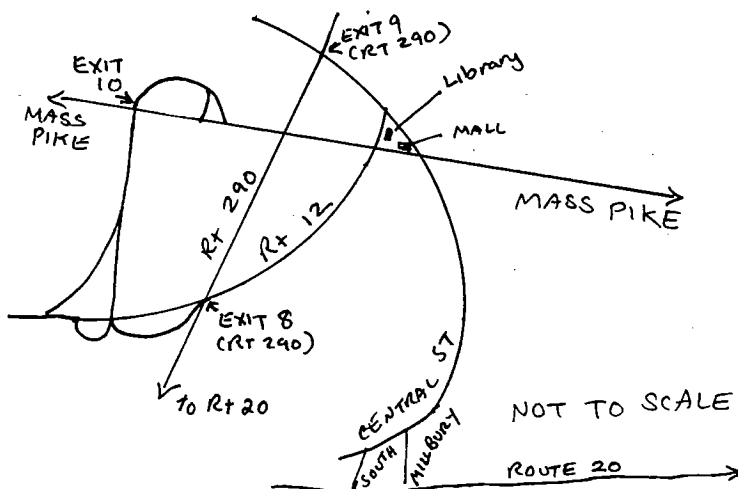 EXIT 9
(RT 290)
EXIT
10
Library
MASS
PIKE
MALL
MASS PIKE
Rt 290
Rt 12
EXIT 8
(RT 290)
to Rt 20
CENTRAL ST
NOT TO SCALE
SOUTH
MILLBURY
ROUTE 20